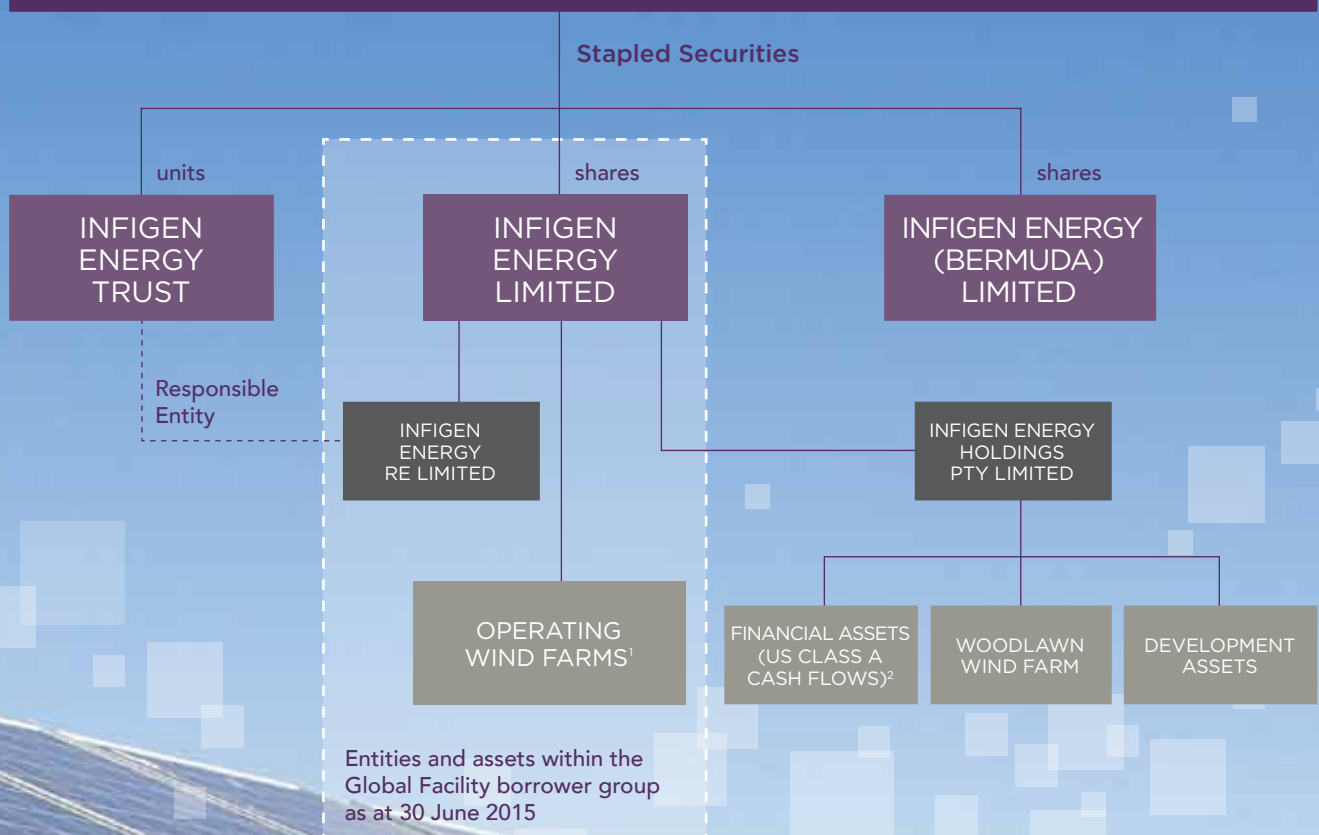 Stapled Securities
units
shares
shares
INFIGEN
ENERGY
TRUST
INFIGEN
ENERGY
LIMITED
INFIGEN ENERGY
(BERMUDA)
LIMITED
Responsible
Entity
INFIGEN
ENERGY
RE LIMITED
INFIGEN ENERGY
HOLDINGS
PTY LIMITED
OPERATING
WIND FARMS¹
FINANCIAL ASSETS
(US CLASS A
CASH FLOWS)²
WOODLAWN
WIND FARM
DEVELOPMENT
ASSETS
Entities and assets within the
Global Facility borrower group
as at 30 June 2015